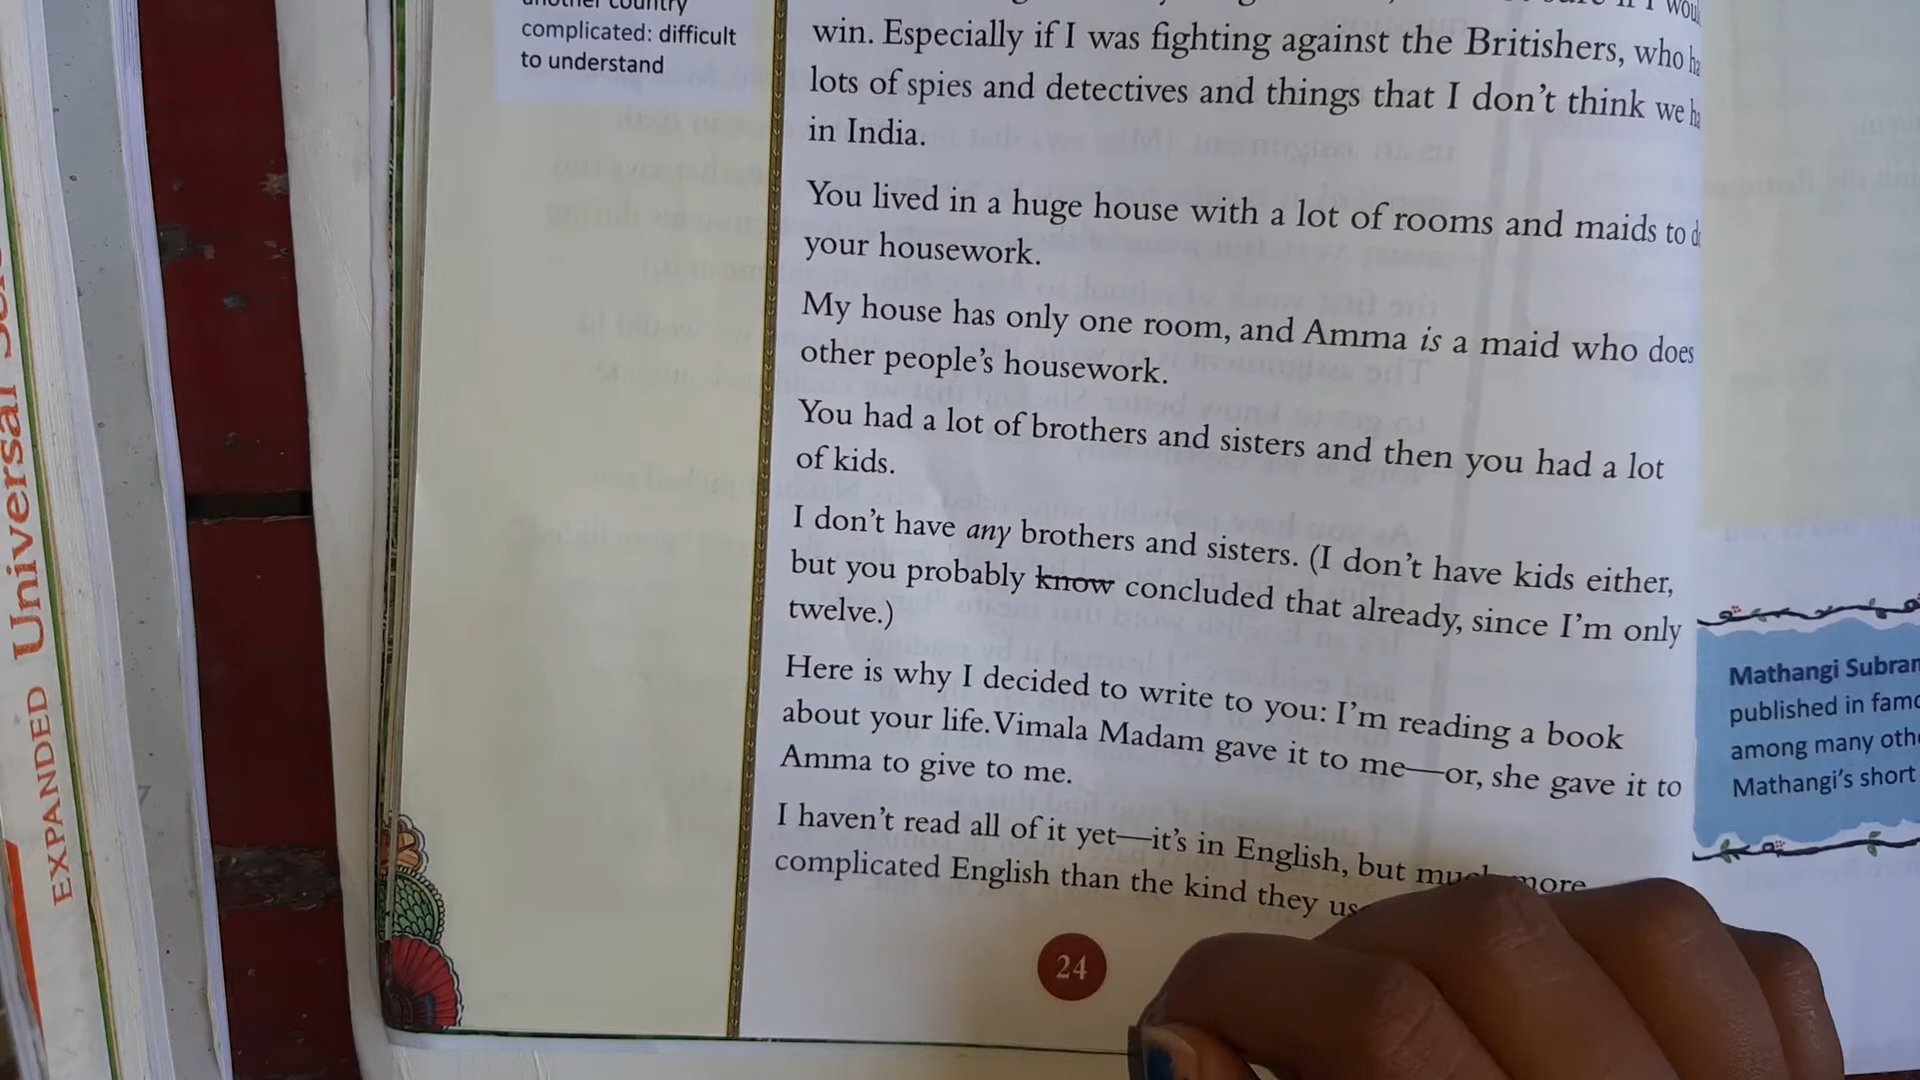 another country
complicated: difficult
to understand
win. Especially if I was fighting against the Britishers, who
lots of spies and detectives and things that I don't think we
in India.
You lived in a huge house with a lot of rooms and maids to
your housework.
My house has only one room, and Amma is a maid who does
other people's housework.
You had a lot of brothers and sisters and then you had a lot
of kids.
I don't have any brothers and sisters. (I don't have kids either,
but you probably know concluded that already, since I'm only
twelve.)
Here is why I decided to write to you: I'm reading a book
about your life. Vimala Madam gave it to me—or, she gave it to
Amma to give to me.
I haven't read all of it yet—it's in English, but much more
complicated English than the kind they
24
Mathangi
published in
among many
Mathangi's short
EXPANDED Universal